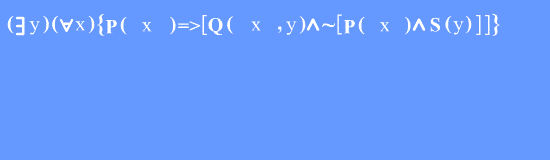 (∃y)(∀x){P( x )=>[Q( x ,y)∧~[P( x )∧S(y)]]}